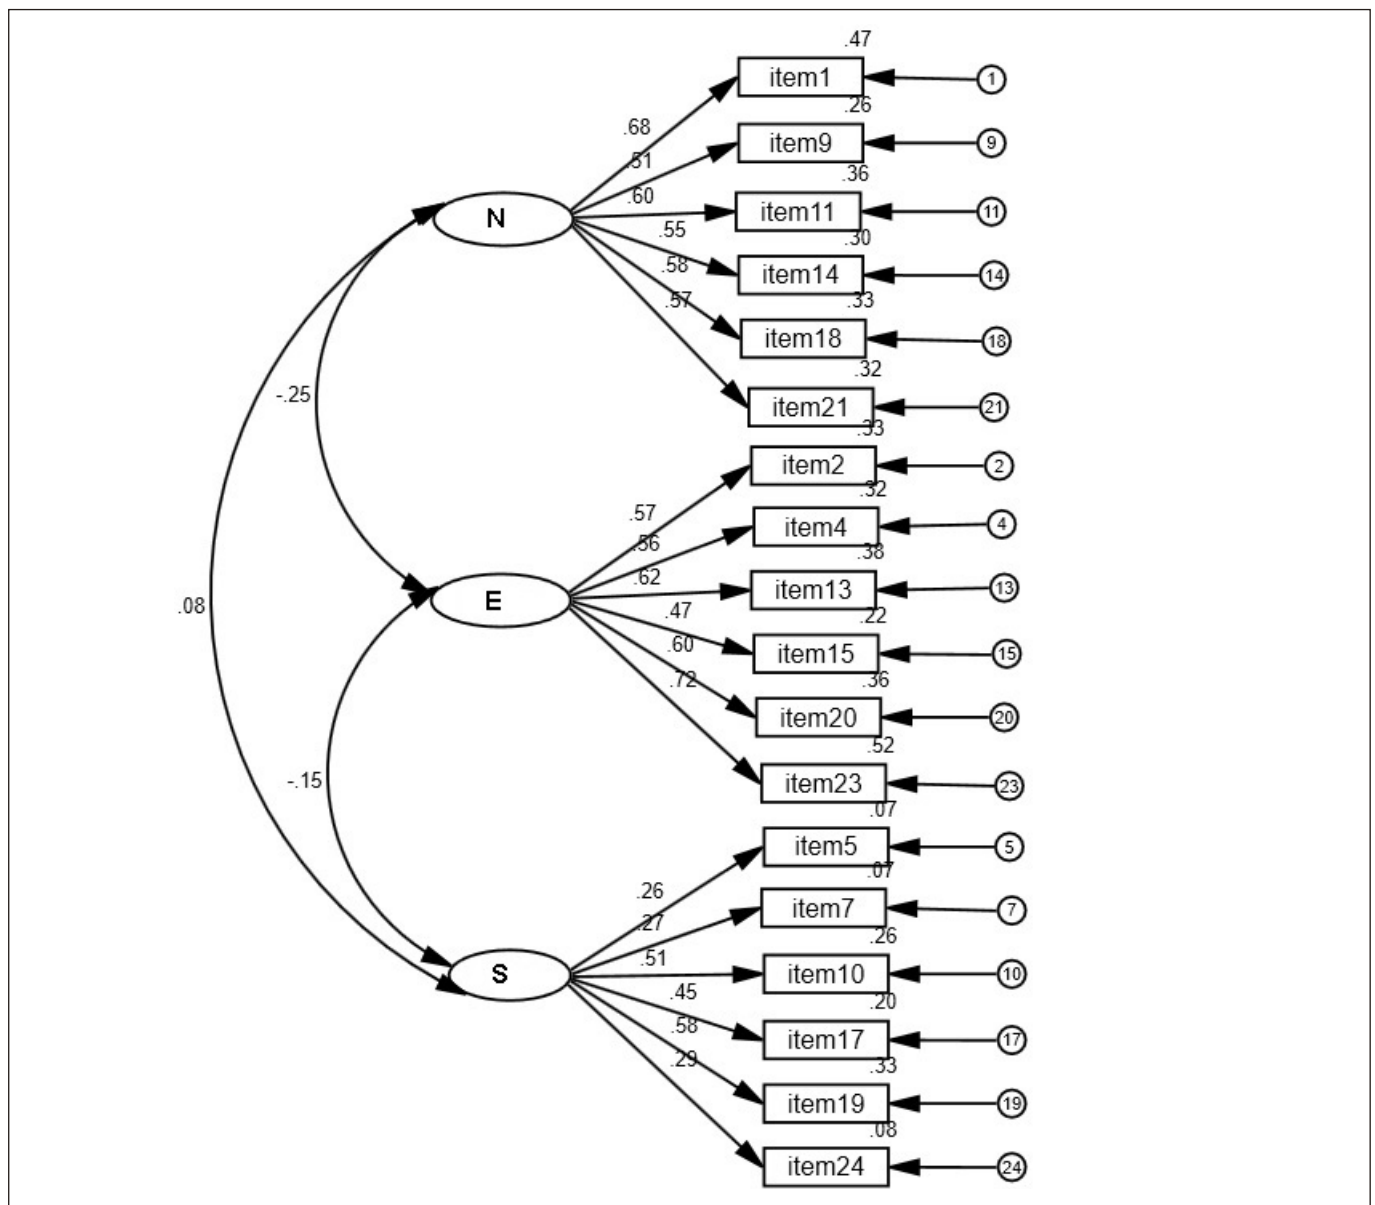 .47
item1
1
.68
.26
item9
9
.51
.36
item11
11
.60
N
.30
item14
14
.55
.33
item18
18
.58
.32
item21
21
.57
-.25
.33
item2
2
.57
.32
item4
4
.56
.38
item13
13
.62
E
.08
.22
item15
15
.47
.36
item20
20
.60
.52
item23
23
.72
-.15
.07
item5
5
.26
.07
item7
7
.27
.26
item10
10
.51
S
.20
item17
17
.45
.33
item19
19
.58
.08
item24
24
.29